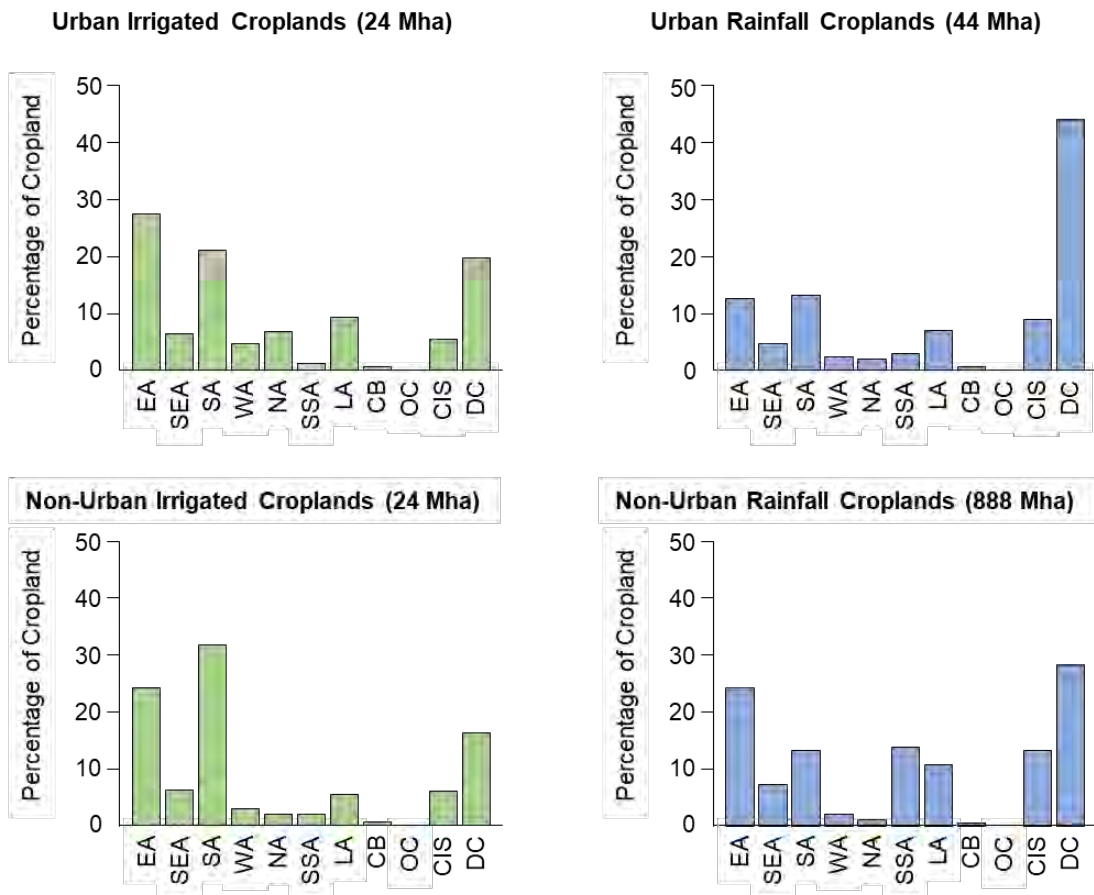 Urban Irrigated Croplands (24 Mha)
Percentage of Cropland
50
40
30
20
10
0
EA
SEA
SA
WA
NA
SSA
LA
CB
OC
CIS
DC
Urban Rainfall Croplands (44 Mha)
Percentage of Cropland
50
40
30
20
10
0
EA
SEA
SA
WA
NA
SSA
LA
CB
OC
CIS
DC
Non-Urban Irrigated Croplands (24 Mha)
Percentage of Cropland
50
40
30
20
10
0
EA
SEA
SA
WA
NA
SSA
LA
CB
OC
CIS
DC
Non-Urban Rainfall Croplands (888 Mha)
Percentage of Cropland
50
40
30
20
10
0
EA
SEA
SA
WA
NA
SSA
LA
CB
OC
CIS
DC